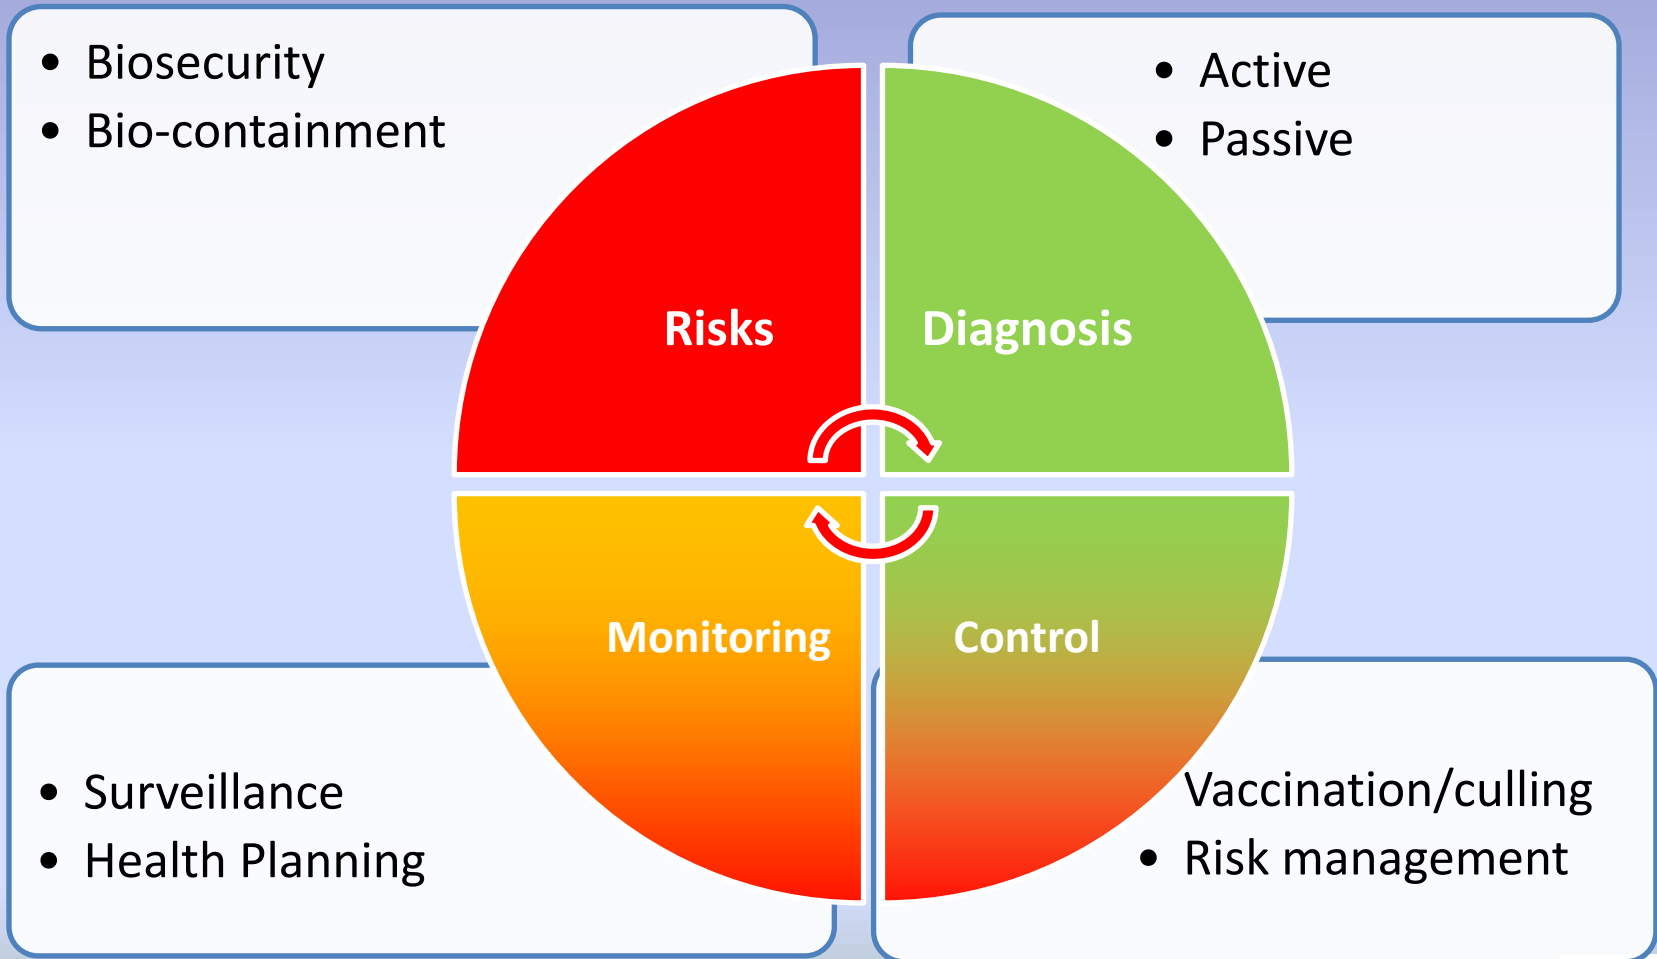 • Biosecurity
• Bio-containment
• Active
• Passive
Risks
Diagnosis
Monitoring
Control
• Surveillance
• Health Planning
Vaccination/culling
• Risk management